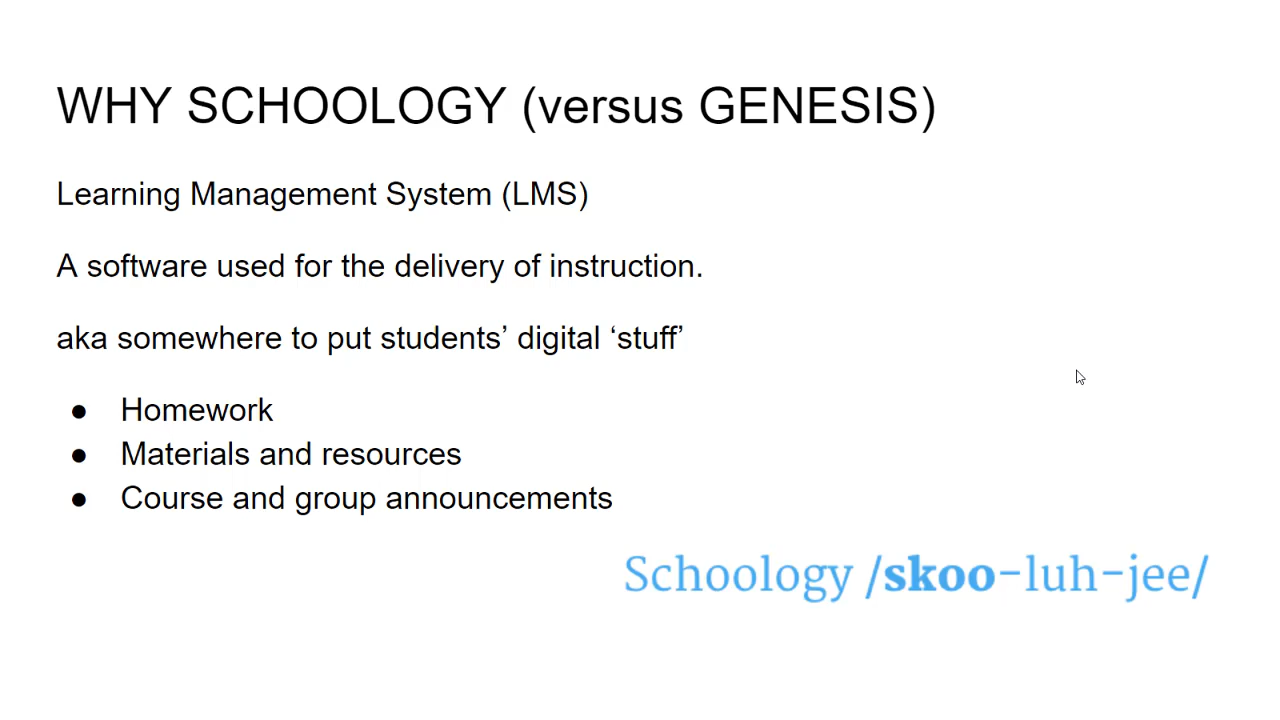 WHY SCHOOLOGY (versus GENESIS)
Learning Management System (LMS)
A software used for the delivery of instruction.
aka somewhere to put students’ digital ‘stuff’
● Homework
● Materials and resources
● Course and group announcements
Schoology /skoo-luh-jee/